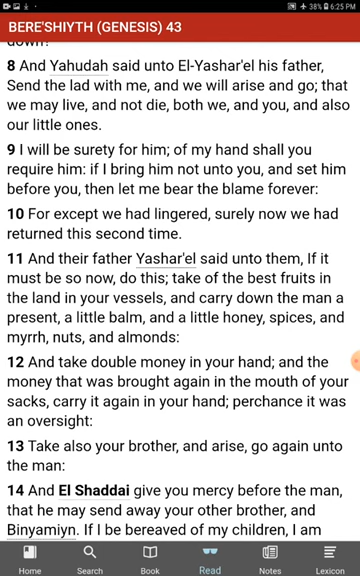 38% 6:25 PM
BERE'SHIYTH (GENESIS) 43
down?
8 And Yahudah said unto El-Yashar'el his father,
Send the lad with me, and we will arise and go; that
we may live, and not die, both we, and you, and also
our little ones.
9 I will be surety for him; of my hand shall you
require him: if I bring him not unto you, and set him
before you, then let me bear the blame forever:
10 For except we had lingered, surely now we had
returned this second time.
11 And their father Yashar'el said unto them, If it
must be so now, do this; take of the best fruits in
the land in your vessels, and carry down the man a
present, a little balm, and a little honey, spices, and
myrrh, nuts, and almonds:
12 And take double money in your hand; and the
money that was brought again in the mouth of your
sacks, carry it again in your hand; perchance it was
an oversight:
13 Take also your brother, and arise, go again unto
the man:
14 And El Shaddai give you mercy before the man,
that he may send away your other brother, and
Binyamiyn. If I be bereaved of my children, I am
Home Search Book Read Notes Lexicon